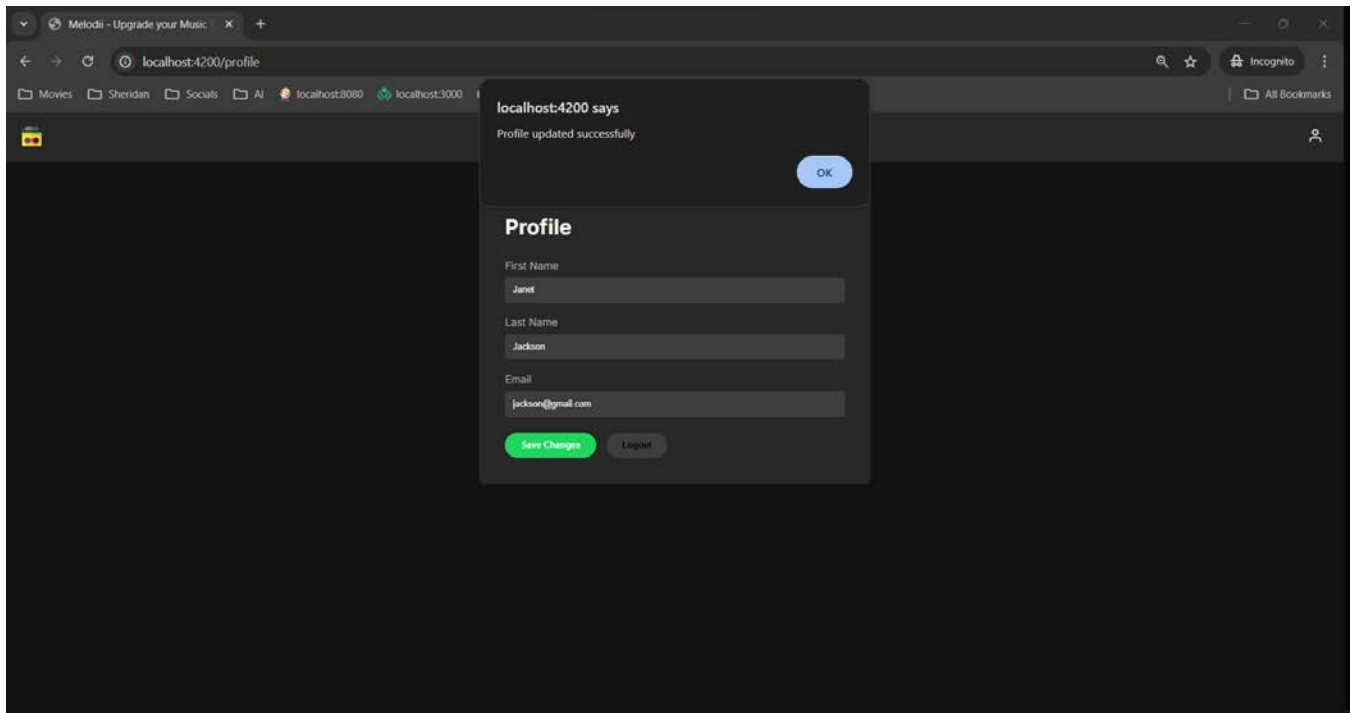 Melodii - Upgrade your Music
localhost:4200/profile
Incognito
Movies Sheridan Socials AI localhost:8080 localhost:3000
All Bookmarks
localhost:4200 says
Profile updated successfully
OK
Profile
First Name
Janet
Last Name
Jackson
Email
jackson@gmail.com
Save Changes Logout